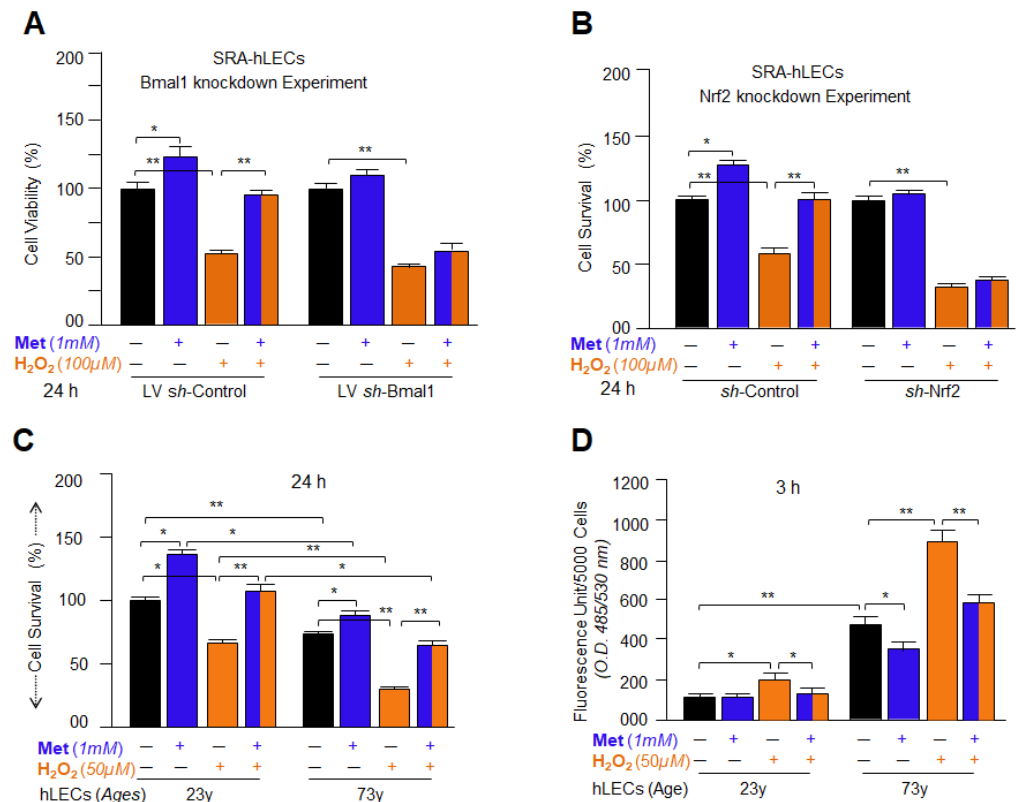 A
SRA-hLECs
Bmal1 knockdown Experiment
Cell Viability (%)
200
150
100
50
00
*
**
**
**
Met (1mM) — + — + — + — +
H₂O₂ (100µM) — — + + — — + +
24 h
LV sh-Control
LV sh-Bmal1
B
SRA-hLECs
Nrf2 knockdown Experiment
Cell Survival (%)
200
150
100
50
00
*
**
**
**
Met (1mM) — + — + — + — +
H₂O₂ (100µM) — — + + — — + +
24 h
sh-Control
sh-Nrf2
C
24 h
Cell Survival (%)
200
150
100
50
00
**
*
*
**
*
**
*
*
**
**
Met (1mM) — + — + — + — +
H₂O₂ (50µM) — — + + — — + +
hLECs (Ages)
23y
73y
D
3 h
Fluorescence Unit/5000 Cells
(O.D. 485/530 nm)
1200
1000
800
600
400
200
000
**
**
**
*
*
*
Met (1mM) — + — + — + — +
H₂O₂ (50µM) — — + + — — + +
hLECs (Age)
23y
73y